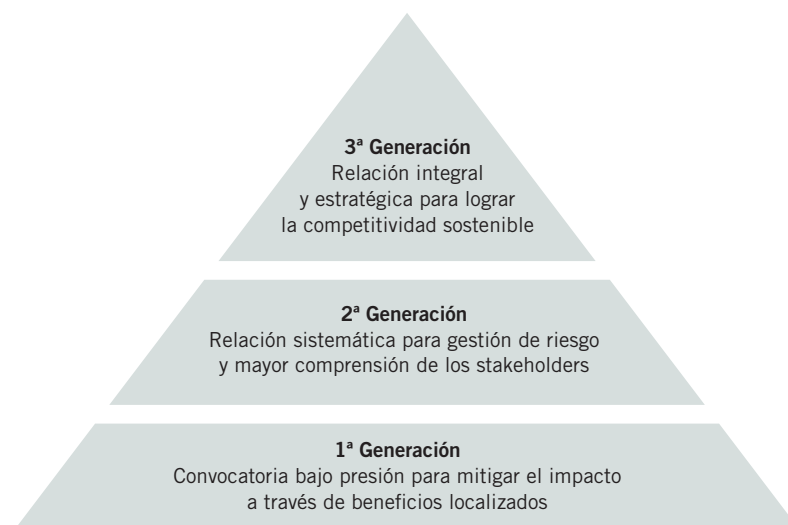 3ª Generación
Relación integral
y estratégica para lograr
la competitividad sostenible
2ª Generación
Relación sistemática para gestión de riesgo
y mayor comprensión de los stakeholders
1ª Generación
Convocatoria bajo presión para mitigar el impacto
a través de beneficios localizados